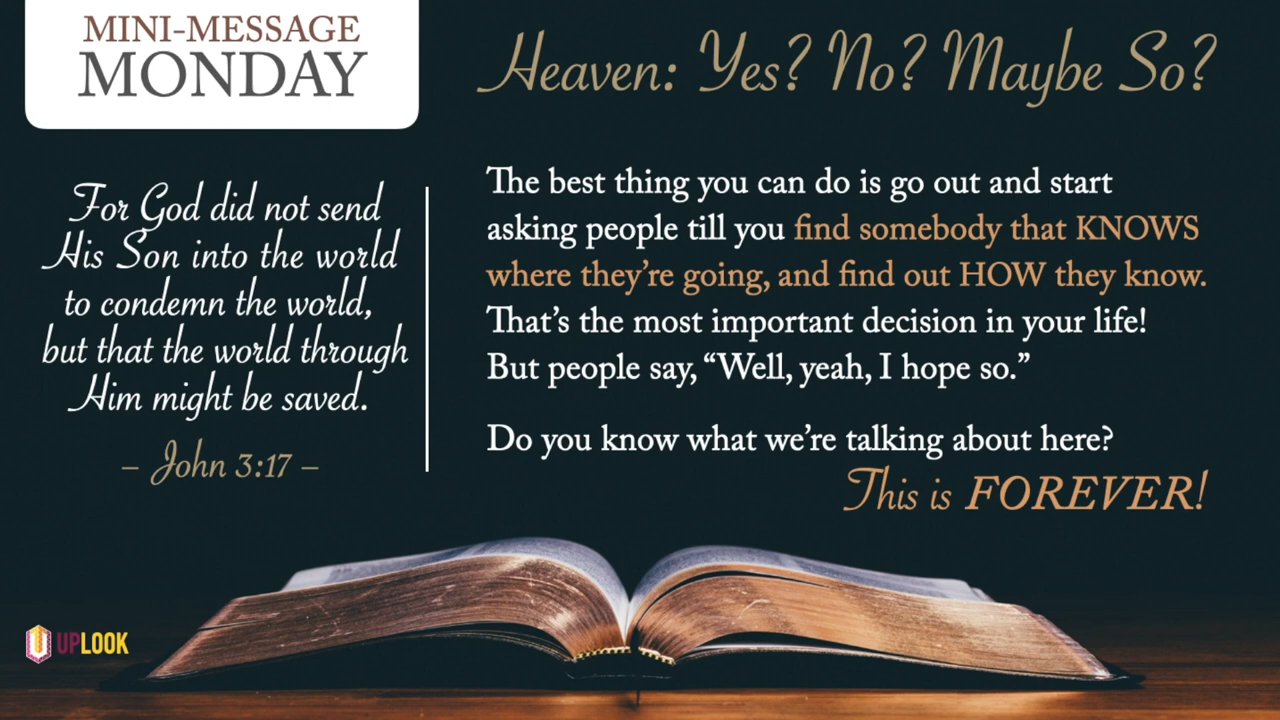 MINI-MESSAGE
MONDAY
Heaven: Yes? No? Maybe So?
For God did not send
His Son into the world
to condemn the world,
but that the world through
Him might be saved.
– John 3:17 –
The best thing you can do is go out and start
asking people till you find somebody that KNOWS
where they’re going, and find out HOW they know.
That’s the most important decision in your life!
But people say, “Well, yeah, I hope so.”
Do you know what we’re talking about here?
This is FOREVER!
UPLOOK